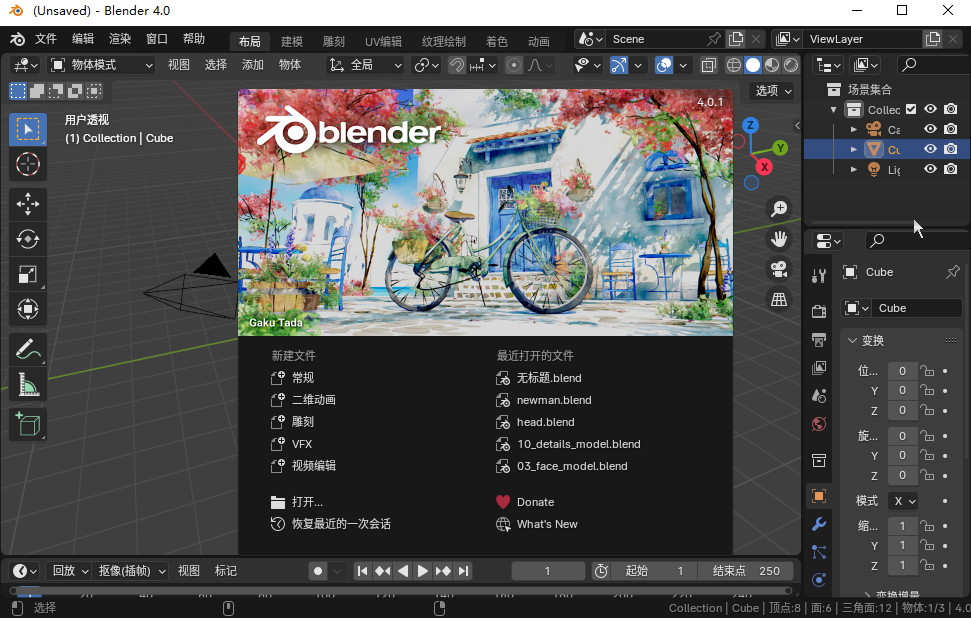 (Unsaved) - Blender 4.0
文件 编辑 渲染 窗口 帮助 布局 建模 雕刻 UV编辑 纹理绘制 着色 动画 Scene ViewLayer
物体模式 视图 选择 添加 物体 全局
选项
用户透视
(1) Collection | Cube
4.0.1
blender
Gaku Tada
Z
Y
X
新建文件
常规
二维动画
雕刻
VFX
视频编辑
打开...
恢复最近的一次会话
最近打开的文件
无标题.blend
newman.blend
head.blend
10_details_model.blend
03_face_model.blend
Donate
What's New
场景集合
Collec
Ca
Cu
Lig
Cube
Cube
变换
位... 0
Y 0
Z 0
旋... 0
Y 0
Z 0
模式 X
缩... 1
Y 1
Z 1
变换增量
回放 抠像(插帧) 视图 标记 1 起始 1 结束点 250
选择
Collection | Cube | 顶点:8 | 面:6 | 三角面:12 | 物体:1/3 | 4.0